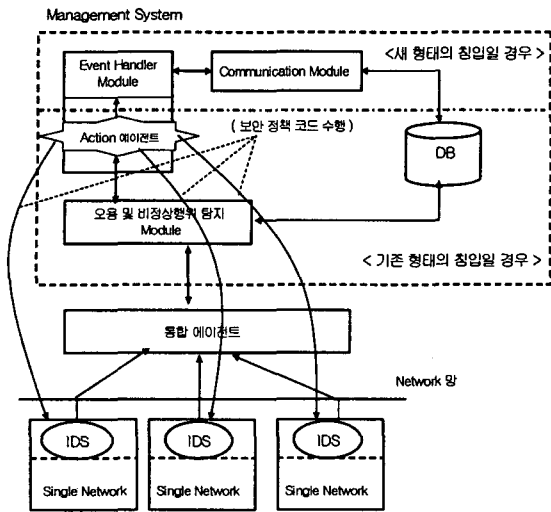 Management System
<새 형태의 침입일 경우>
Event Handler
Module
Communication Module
( 보안 정책 코드 수행 )
Action 에이전트
DB
오용 및 비정상행위 탐지
Module
< 기존 형태의 침입일 경우>
통합 에이전트
Network 망
IDS
IDS
IDS
Single Network
Single Network
Single Network